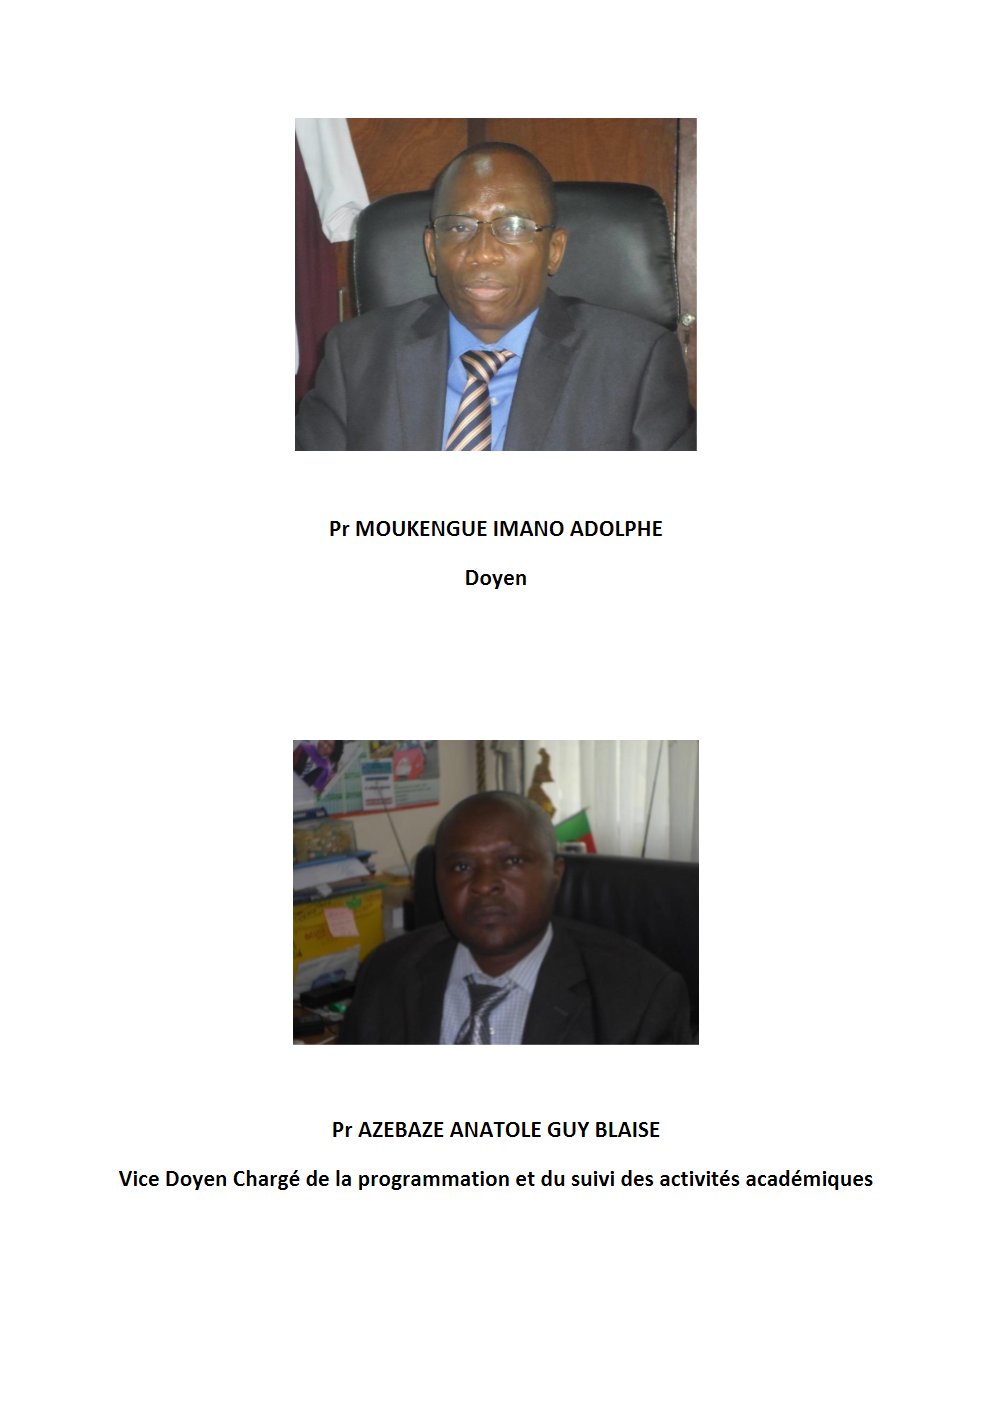 Pr MOUKENGUE IMANO ADOLPHE
Doyen
Pr AZEBAZE ANATOLE GUY BLAISE
Vice Doyen Chargé de la programmation et du suivi des activités académiques